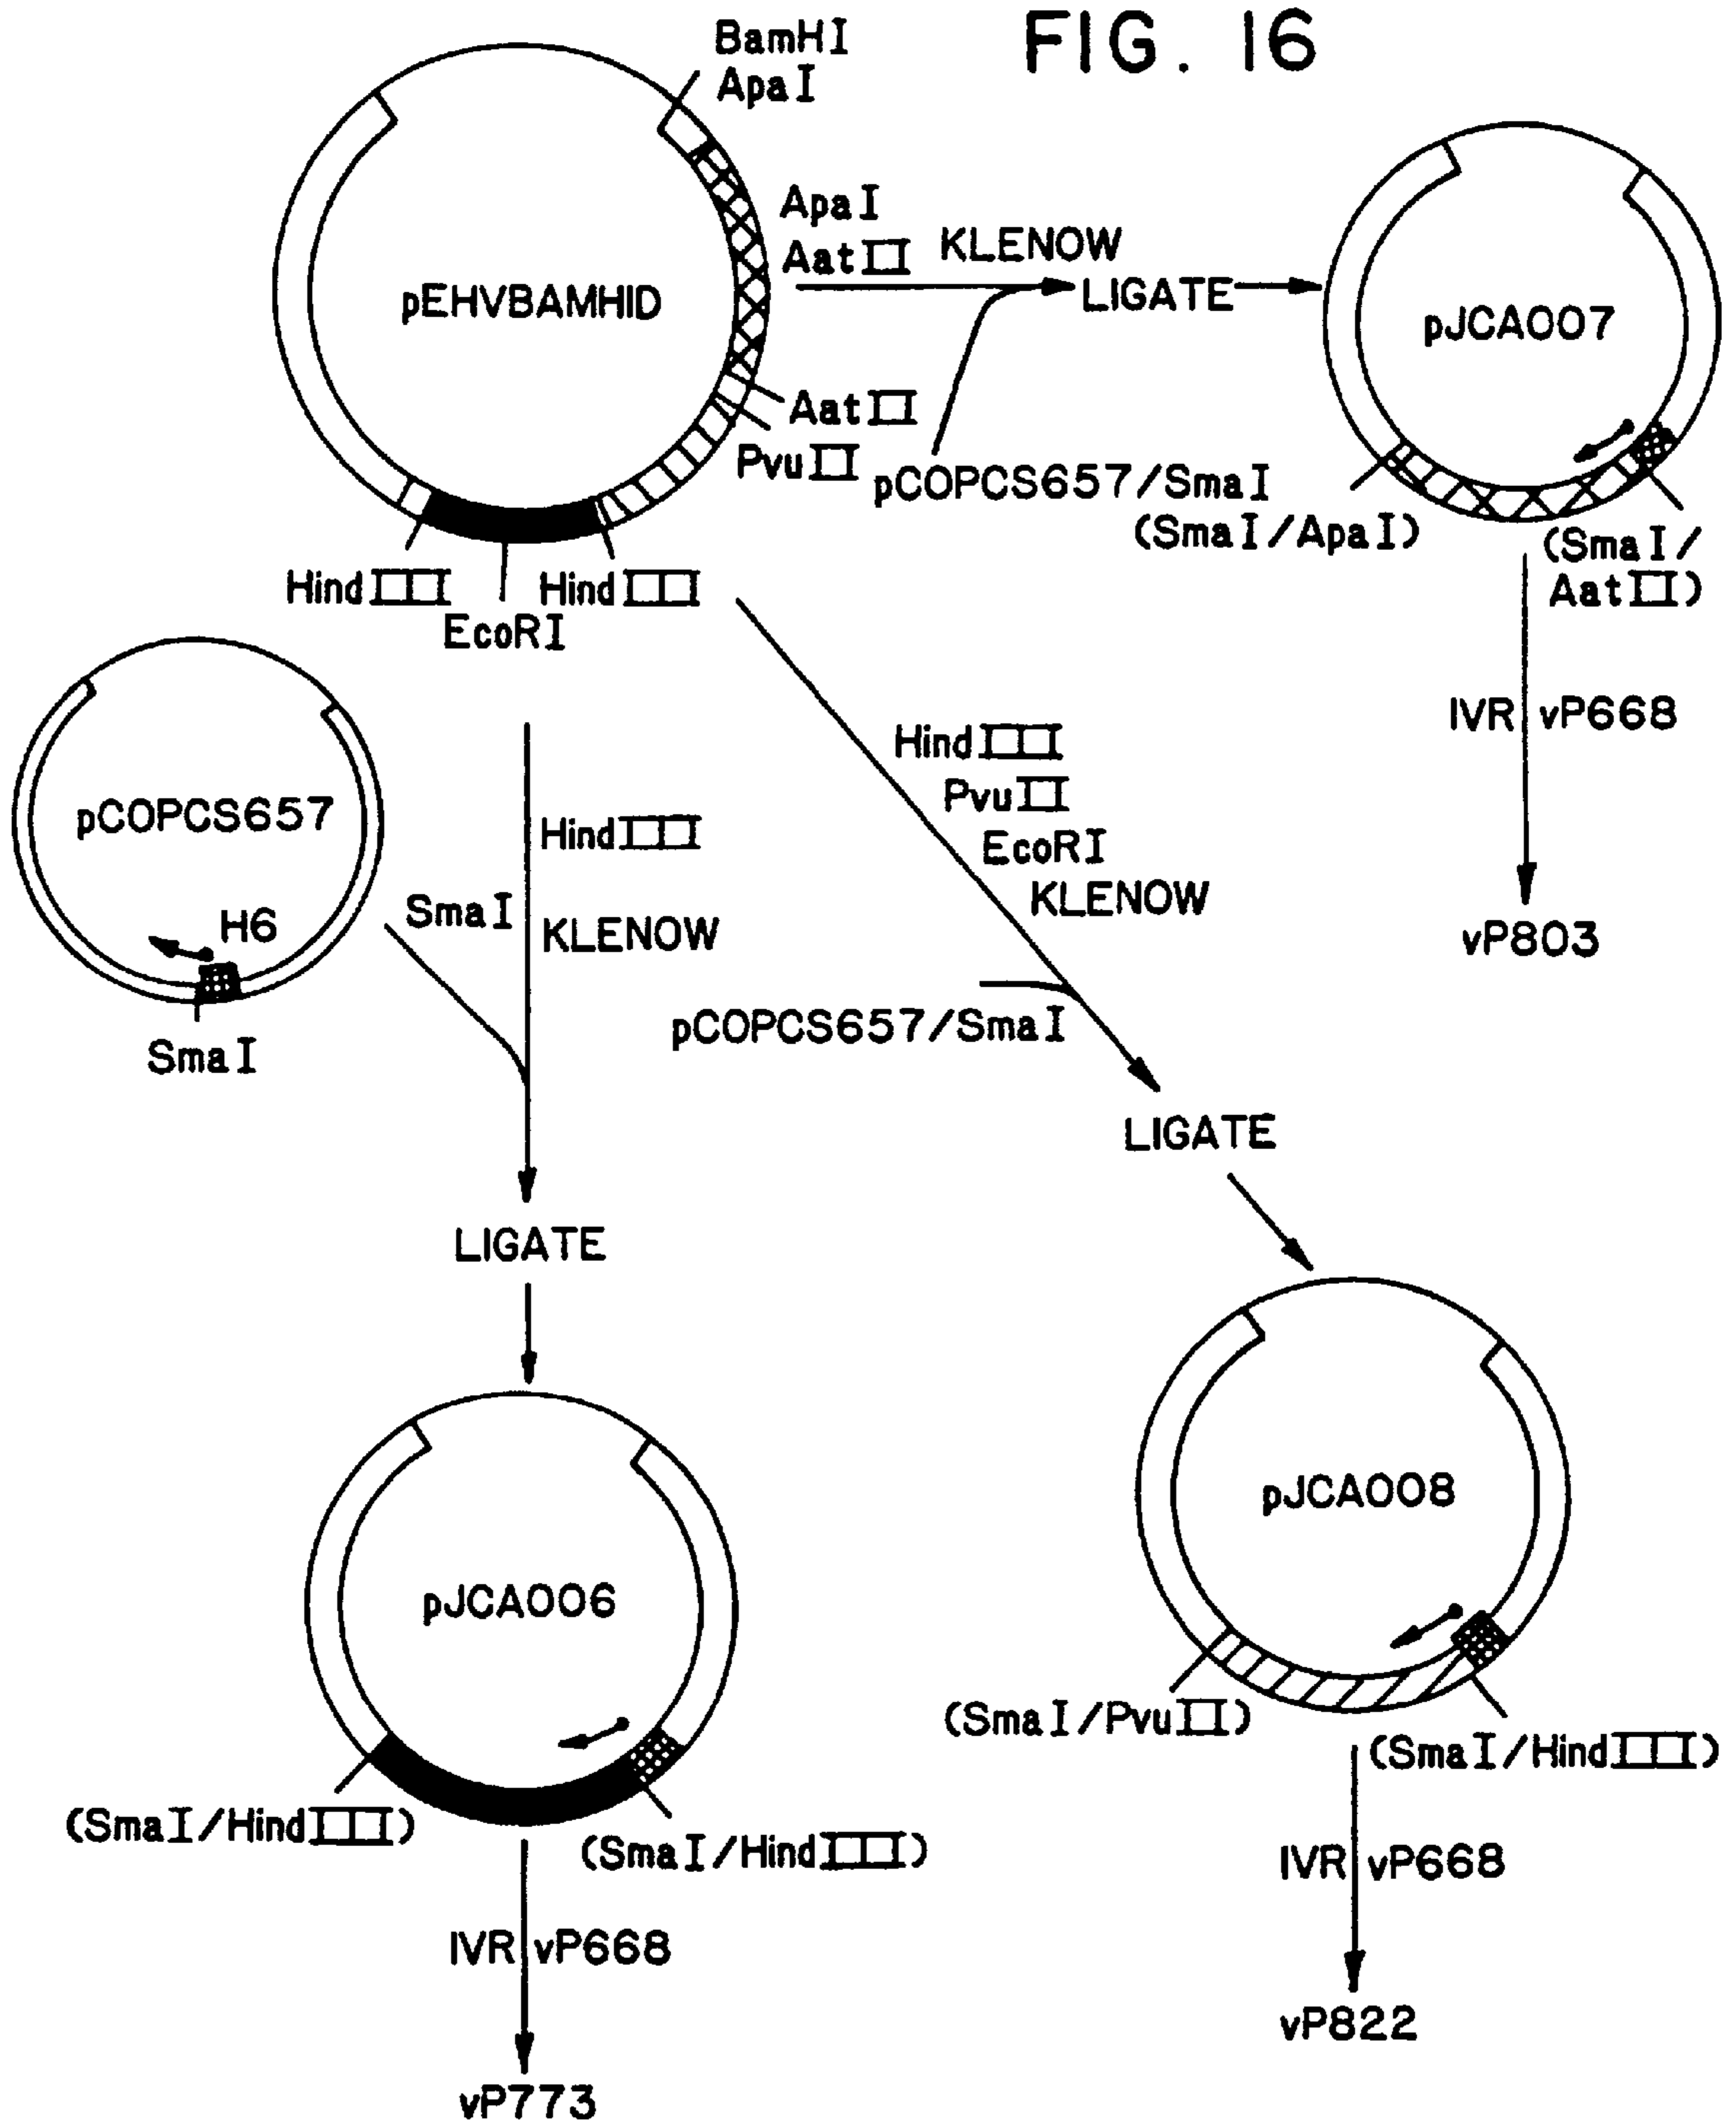 FIG. 16
BamHI
ApaI
pEHVBAMHID
ApaI
AatII
KLENOW
LIGATE
pJCA007
AatII
PvuII
pCOPCS657/SmaI
(SmaI/ApaI)
(SmaI/
AatII)
HindIII
EcoRI
HindIII
IVR vP668
vP803
pCOPCS657
H6
SmaI
SmaI
HindIII
KLENOW
HindIII
PvuII
EcoRI
KLENOW
pCOPCS657/SmaI
LIGATE
LIGATE
pJCA006
(SmaI/HindIII)
(SmaI/HindIII)
IVR vP668
vP773
pJCA008
(SmaI/PvuII)
(SmaI/HindIII)
IVR vP668
vP822